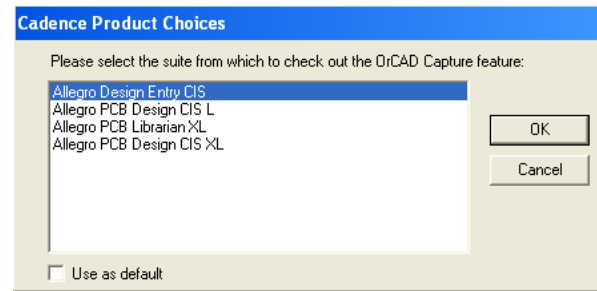 Cadence Product Choices
Please select the suite from which to check out the OrCAD Capture feature:
Allegro Design Entry CIS
Allegro PCB Design CIS L
Allegro PCB Librarian XL
Allegro PCB Design CIS XL
OK
Cancel
Use as default